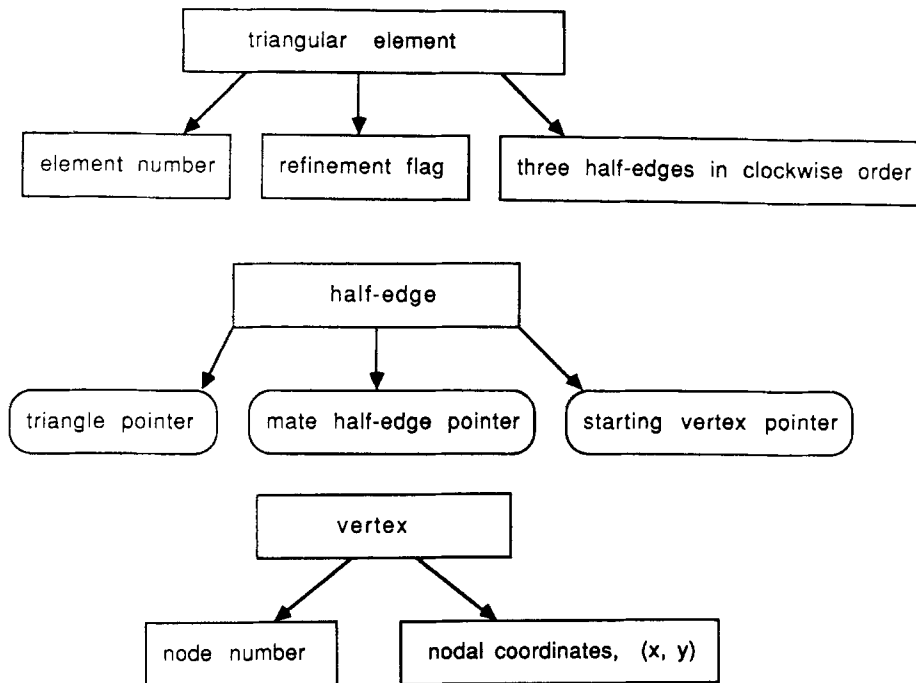 triangular element
element number
refinement flag
three half-edges in clockwise order
half-edge
triangle pointer
mate half-edge pointer
starting vertex pointer
vertex
node number
nodal coordinates, (x, y)